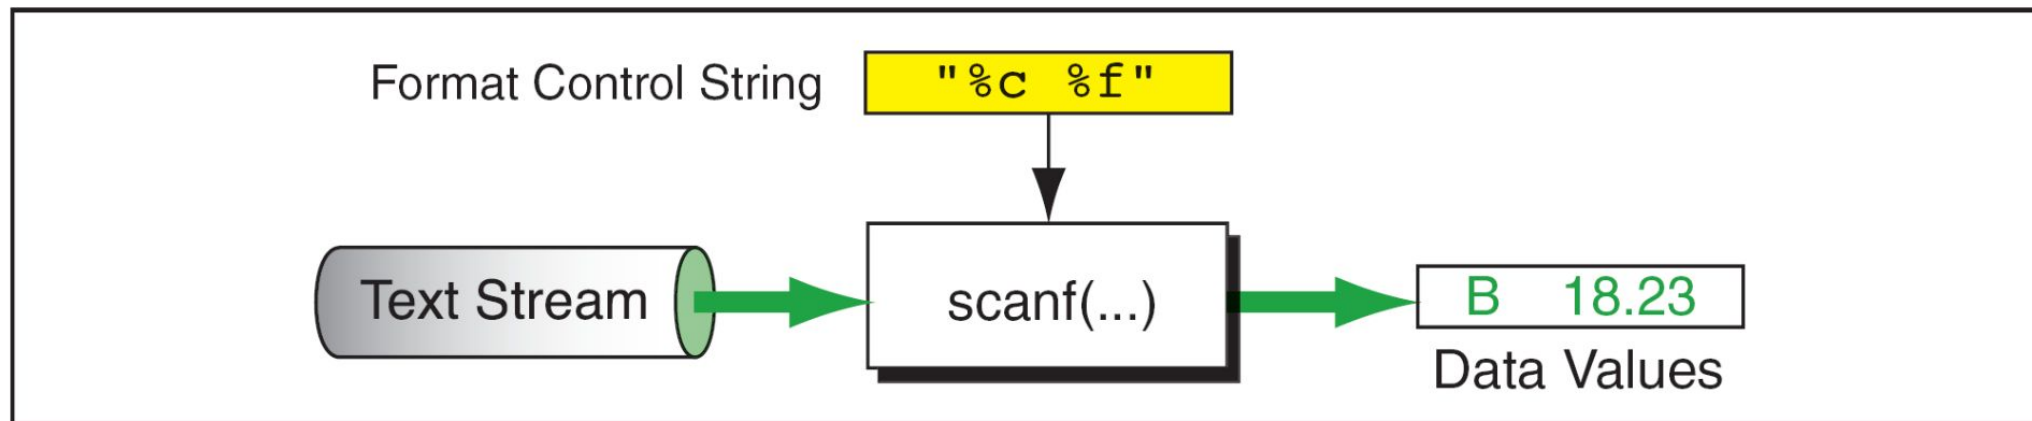 Format Control String
"%c %f"
Text Stream
scanf(...)
B 18.23
Data Values